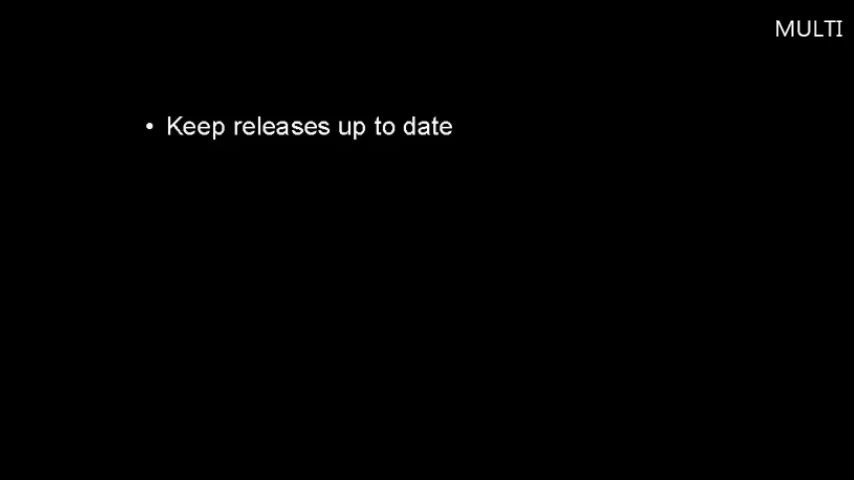 MULTI
• Keep releases up to date